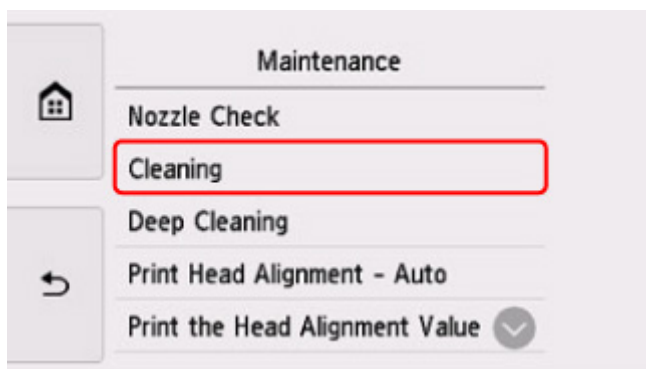 Maintenance
Nozzle Check
Cleaning
Deep Cleaning
Print Head Alignment - Auto
Print the Head Alignment Value